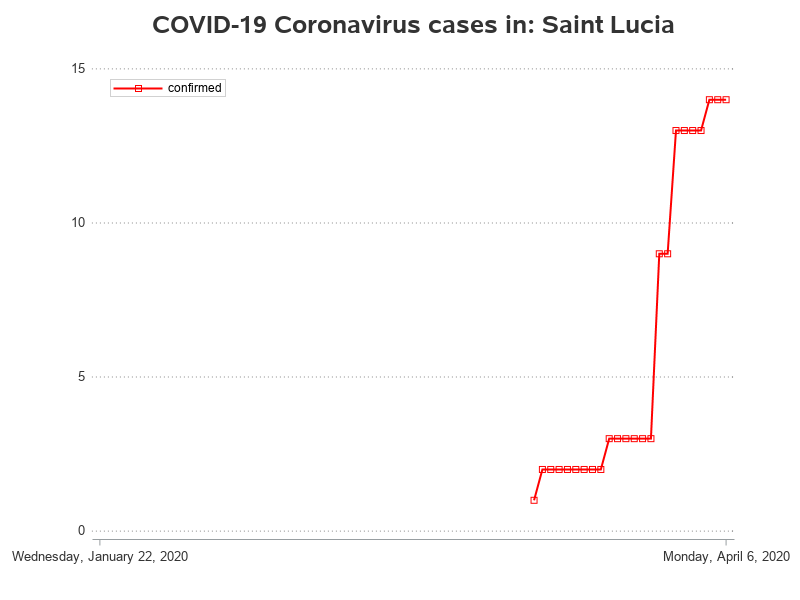 COVID-19 Coronavirus cases in: Saint Lucia
15
confirmed
10
5
0
Wednesday, January 22, 2020 Monday, April 6, 2020